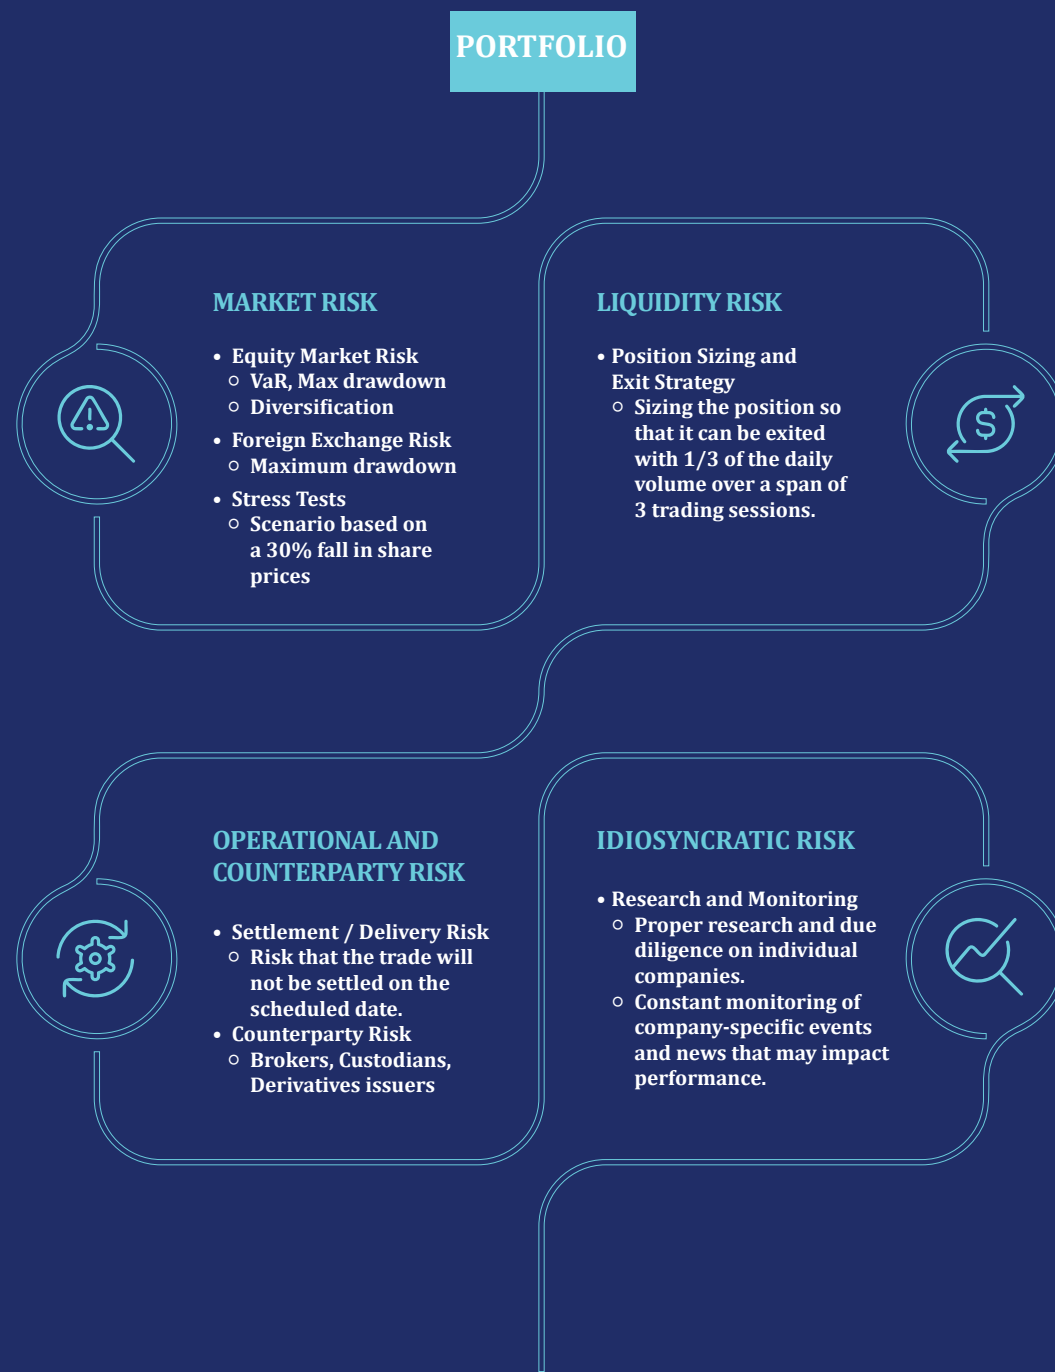 PORTFOLIO
MARKET RISK
• Equity Market Risk
○ VaR, Max drawdown
○ Diversification
• Foreign Exchange Risk
○ Maximum drawdown
• Stress Tests
○ Scenario based on
a 30% fall in share
prices
LIQUIDITY RISK
• Position Sizing and
Exit Strategy
○ Sizing the position so
that it can be exited
with 1/3 of the daily
volume over a span of
3 trading sessions.
$
OPERATIONAL AND
COUNTERPARTY RISK
• Settlement / Delivery Risk
○ Risk that the trade will
not be settled on the
scheduled date.
• Counterparty Risk
○ Brokers, Custodians,
Derivatives issuers
IDIOSYNCRATIC RISK
• Research and Monitoring
○ Proper research and due
diligence on individual
companies.
○ Constant monitoring of
company-specific events
and news that may impact
performance.